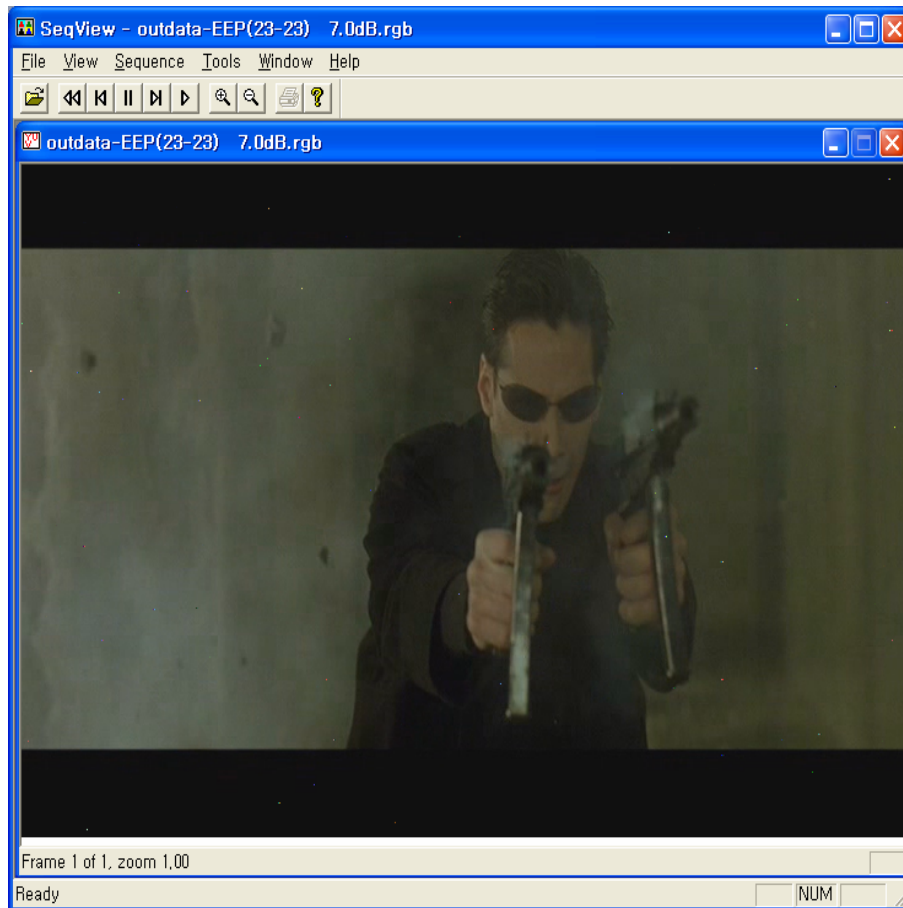 SeqView - outdata-EEP(23-23) 7.0dB.rgb
File View Sequence Tools Window Help
outdata-EEP(23-23) 7.0dB.rgb
Frame 1 of 1, zoom 1,00
Ready NUM